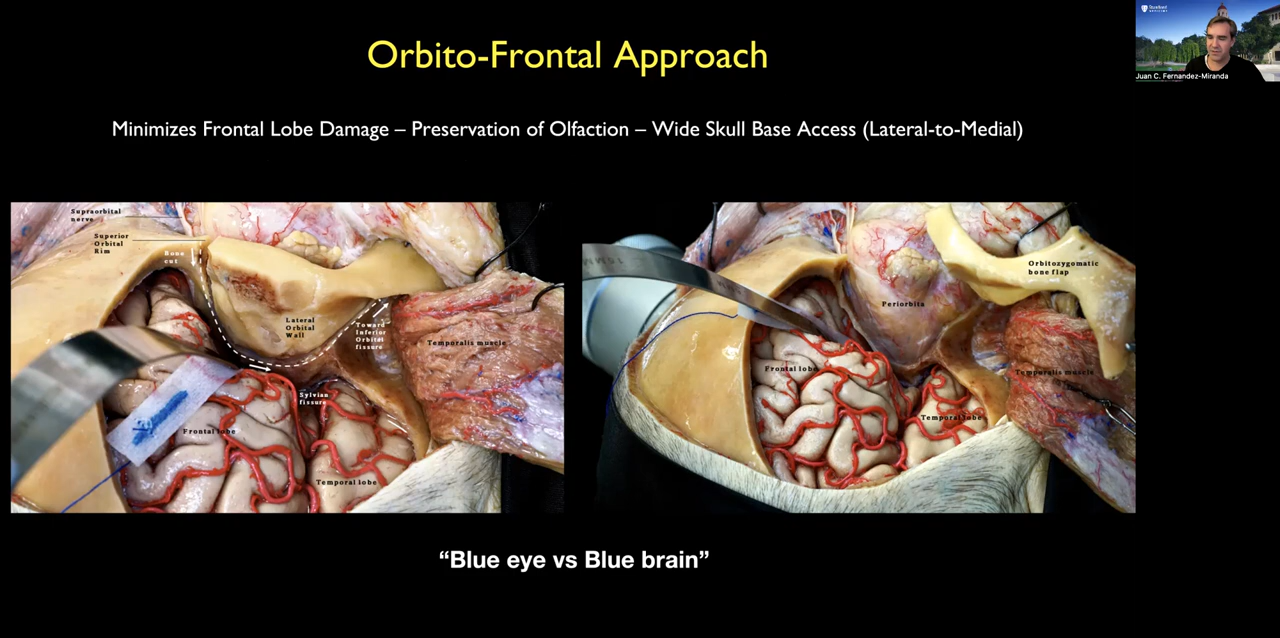 Orbito-Frontal Approach
Stanford
MEDICINE
Juan C. Fernandez-Miranda
Minimizes Frontal Lobe Damage – Preservation of Olfaction – Wide Skull Base Access (Lateral-to-Medial)
Supraorbital
nerve
Superior
Orbital
Rim
Bone
cut
Lateral
Orbital
Wall
Toward
Inferior
Orbital
fissure
Temporalis muscle
Sylvian
fissure
Frontal lobe
Temporal lobe
Orbitozygomatic
bone flap
Periorbita
Frontal lobe
Temporalis muscle
Temporal lobe
“Blue eye vs Blue brain”